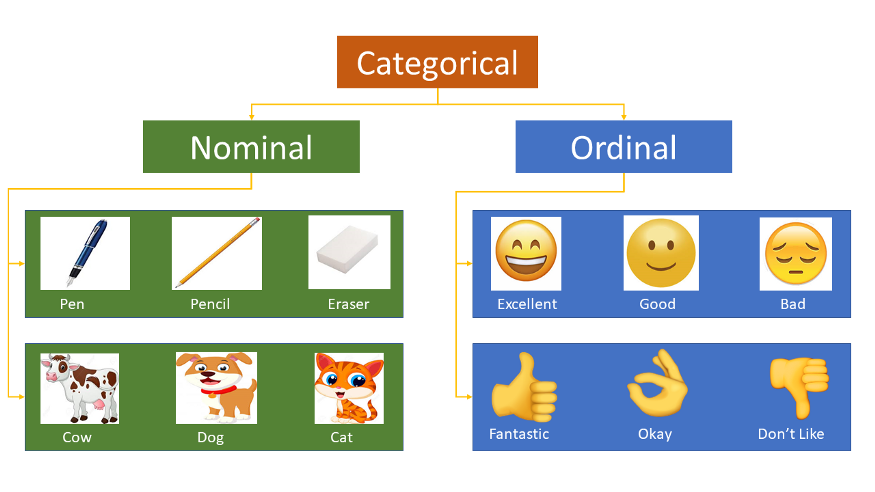 Categorical
Nominal
Ordinal
Pen
Pencil
Eraser
Excellent
Good
Bad
Cow
Dog
Cat
Fantastic
Okay
Don’t Like